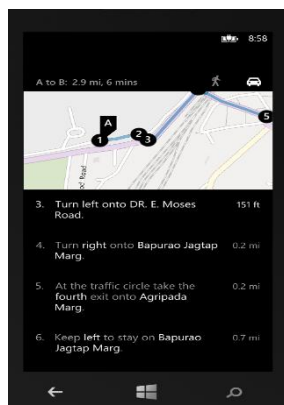 8:58
A to B: 2.9 mi, 6 mins
A
1
2
3
5
Road
3. Turn left onto DR. E. Moses 151 ft
Road.
4. Turn right onto Bapurao Jagtap 0.2 mi
Marg.
5. At the traffic circle take the 0.2 mi
fourth exit onto Agripada
Marg.
6. Keep left to stay on Bapurao 0.7 mi
Jagtap Marg.